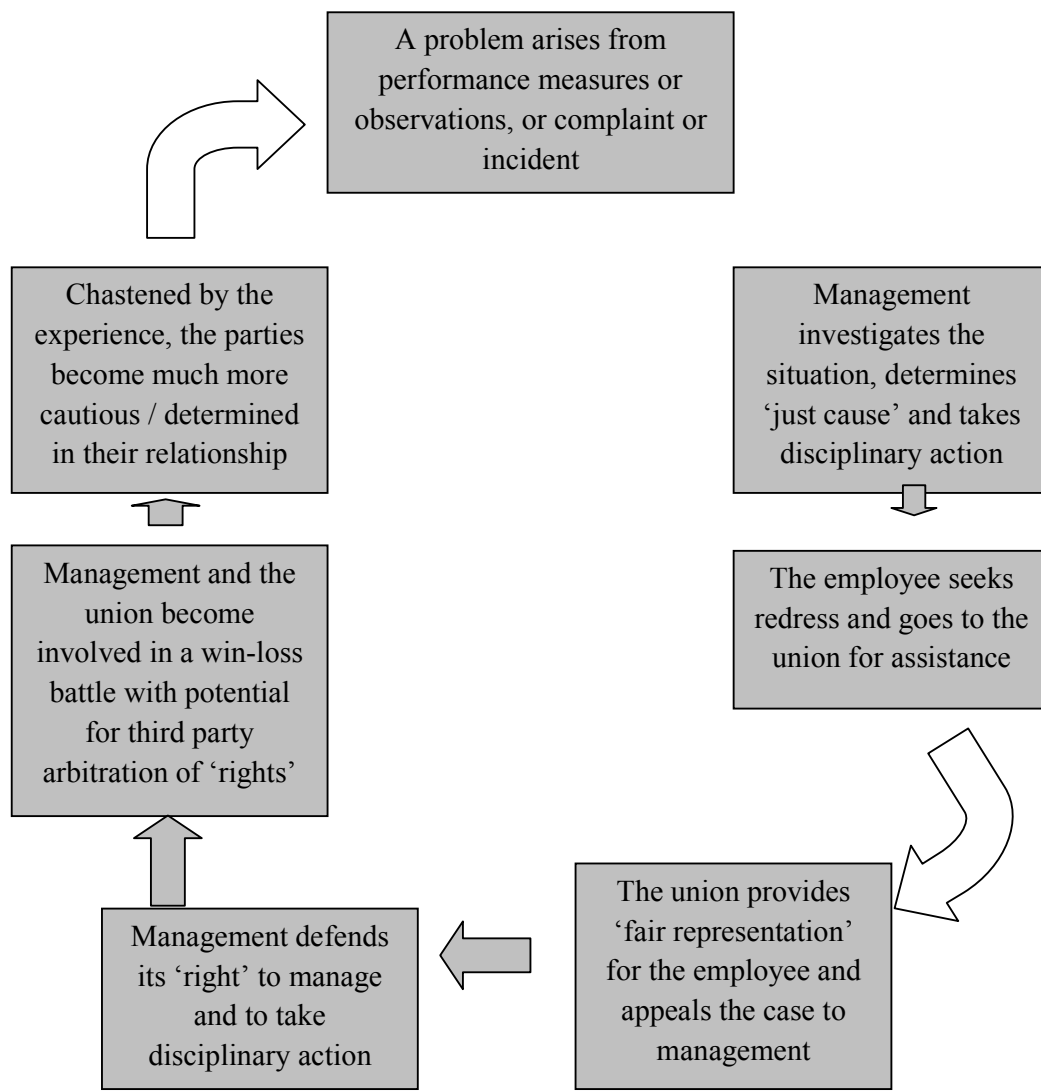 A problem arises from
performance measures or
observations, or complaint or
incident
Management
investigates the
situation, determines
‘just cause’ and takes
disciplinary action
The employee seeks
redress and goes to the
union for assistance
The union provides
‘fair representation’
for the employee and
appeals the case to
management
Management defends
its ‘right’ to manage
and to take
disciplinary action
Management and the
union become
involved in a win-loss
battle with potential
for third party
arbitration of ‘rights’
Chastened by the
experience, the parties
become much more
cautious / determined
in their relationship